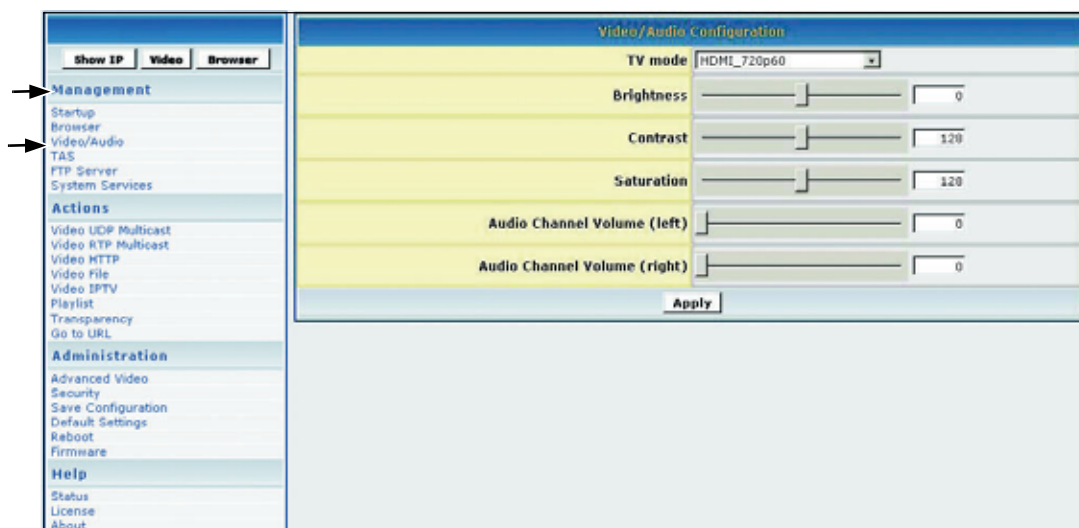 Show IP Video Browser
Management
Startup
Browser
Video/Audio
TAS
FTP Server
System Services
Actions
Video UDP Multicast
Video RTP Multicast
Video HTTP
Video File
Video IPTV
Playlist
Transparency
Go to URL
Administration
Advanced Video
Security
Save Configuration
Default Settings
Reboot
Firmware
Help
Status
License
About
Video/Audio Configuration
TV mode HDMI_720p60
Brightness 0
Contrast 128
Saturation 128
Audio Channel Volume (left) 0
Audio Channel Volume (right) 0
Apply